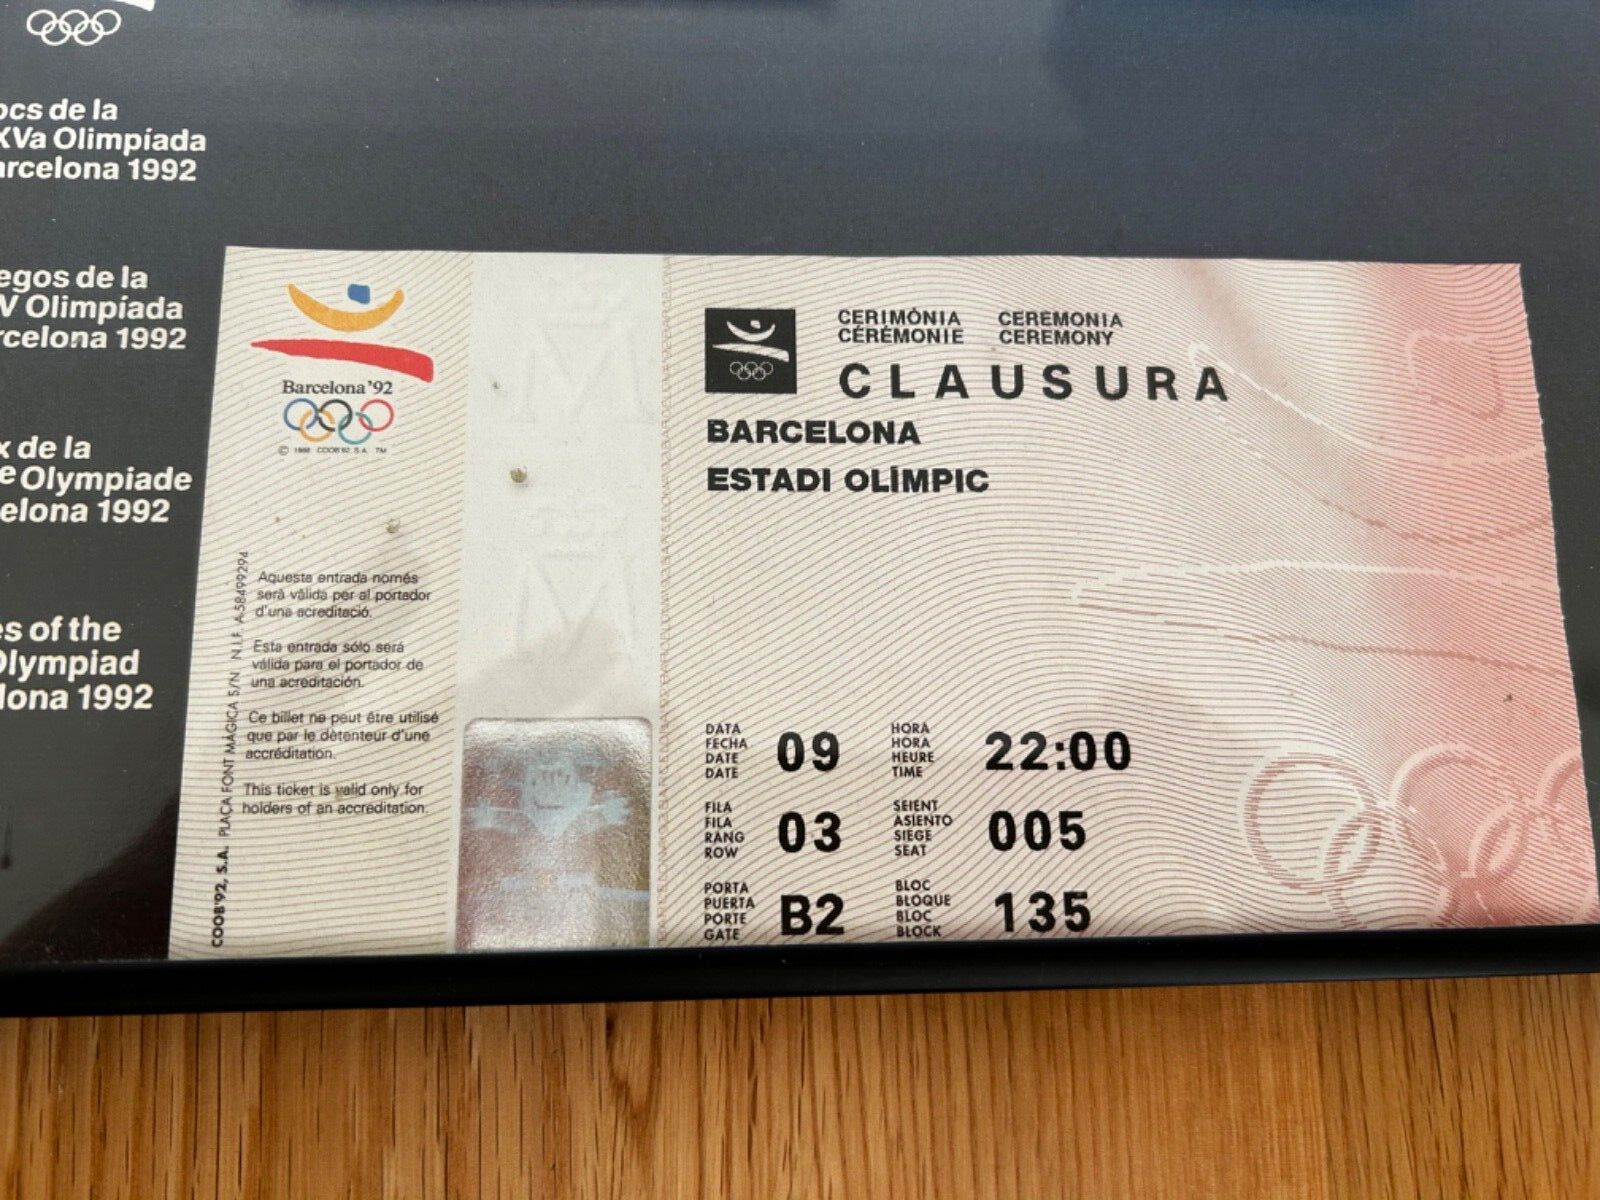 ocs de la
XVa Olimpíada
arcelona 1992
egos de la
V Olimpíada
rcelona 1992
x de la
e Olympiade
elona 1992
es of the
Olympiad
lona 1992
Barcelona '92
© 1988 COOB'92 S.A. TM
Aquesta entrada només
serà vàlida per al portador
d'una acreditació.
Esta entrada sólo será
válida para el portador de
una acreditación.
Ce billet ne peut être utilisé
que par le détenteur d'une
accréditation.
This ticket is valid only for
holders of an accreditation.
COOB'92, S.A. PLAÇA FONT MÀGICA S/N N.I.F. A-58499294
CERIMÒNIA CEREMONIA
CÉRÉMONIE CEREMONY
CLAUSURA
BARCELONA
ESTADI OLÍMPIC
DATA
FECHA
DATE
DATE
09
HORA
HORA
HEURE
TIME
22:00
FILA
FILA
RANG
ROW
03
SEIENT
ASIENTO
SIEGE
SEAT
005
PORTA
PUERTA
PORTE
GATE
B2
BLOC
BLOQUE
BLOC
BLOCK
135